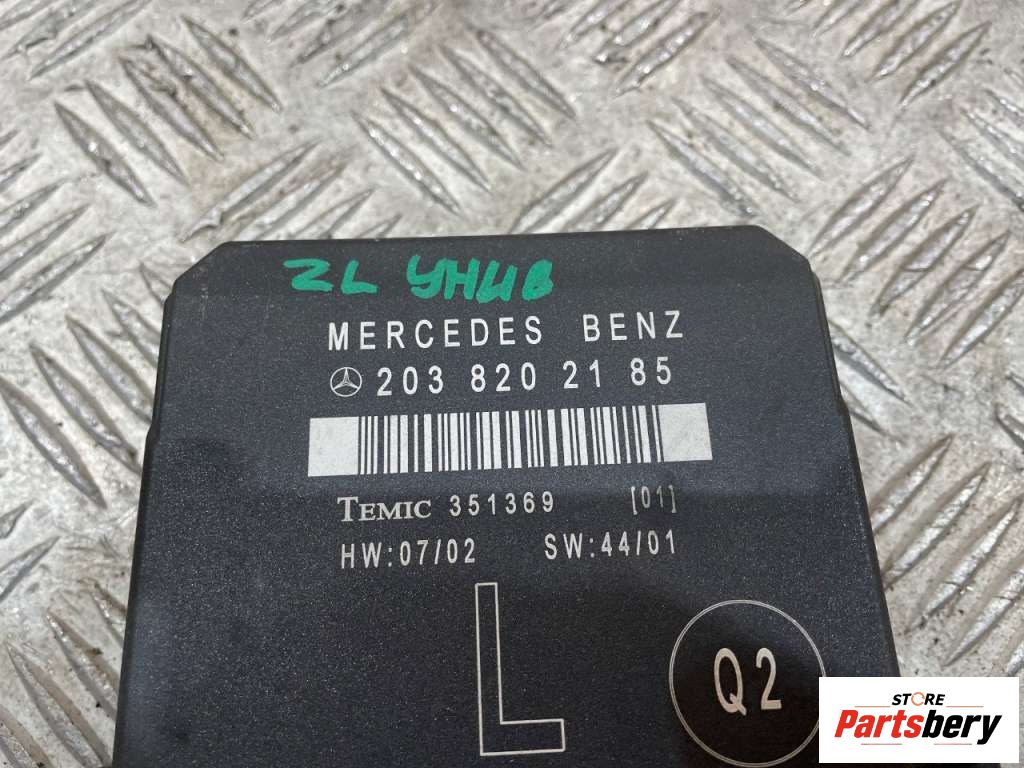 ZL УНИВ
MERCEDES BENZ
203 820 21 85
TEMIC 351369 [01]
HW:07/02 SW:44/01
L
Q2
STORE
Partsbery